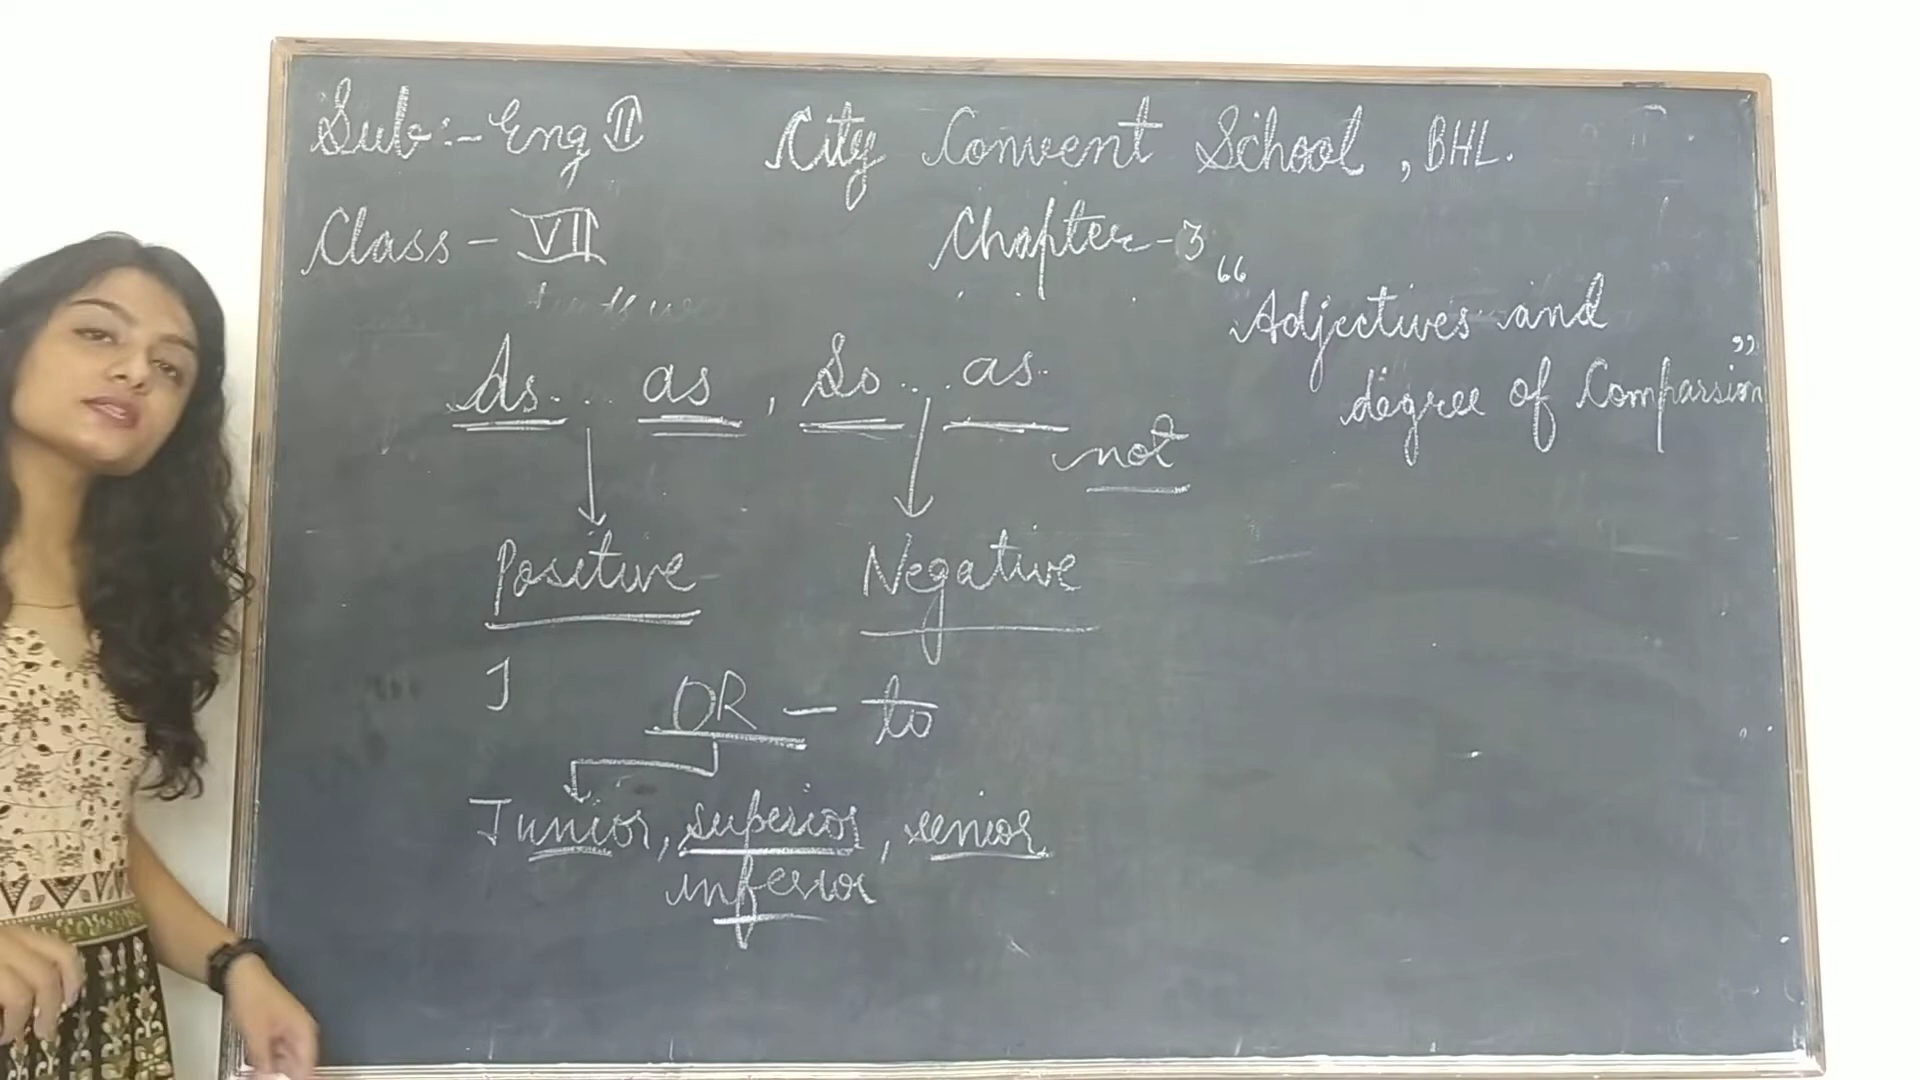 Sub:- Eng II
City Convent School, BHL.
Class - VII
Chapter - 3
"Adjectives and
degree of Comparssion"
As... as, So... as..
not
Positive
Negative
I
OR - to
Junior, superior, senior
inferior